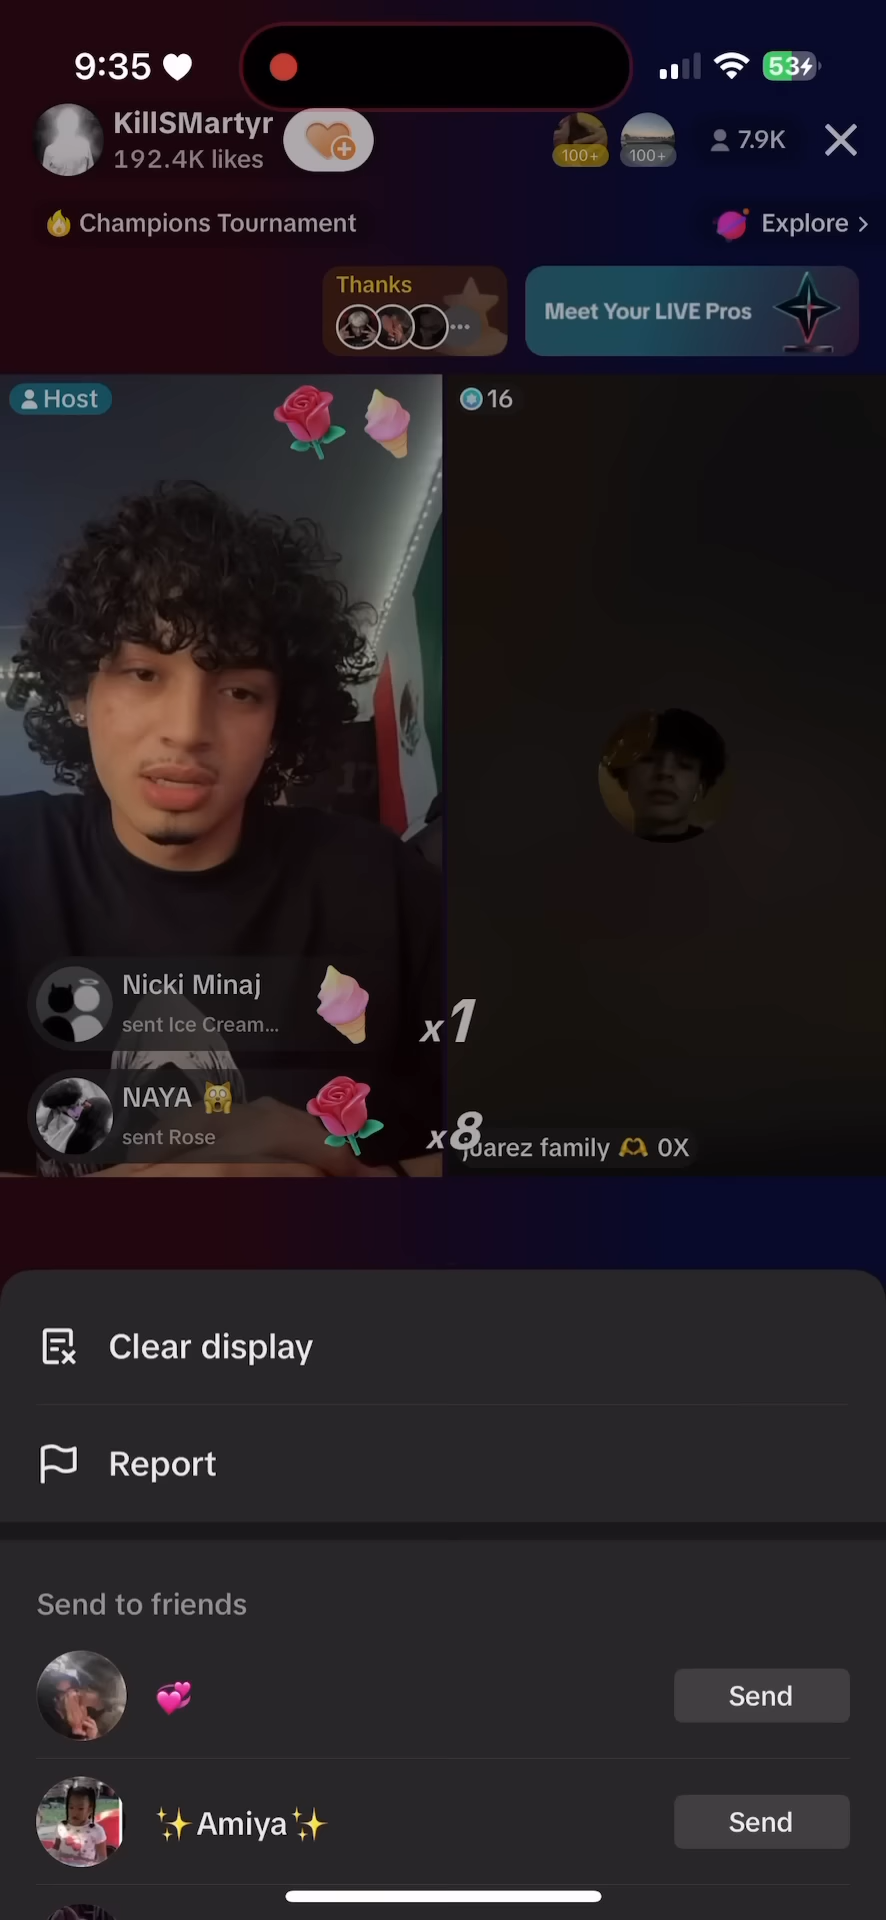 9:35
53
KillSMartyr
192.4K likes
100+
100+
7.9K
Champions Tournament
Explore >
Thanks
Meet Your LIVE Pros
Host
16
Nicki Minaj
sent Ice Cream...
x1
NAYA 🙀
sent Rose
x8
juarez family 🫶 0X
Clear display
Report
Send to friends
💞
Send
✨Amiya✨
Send